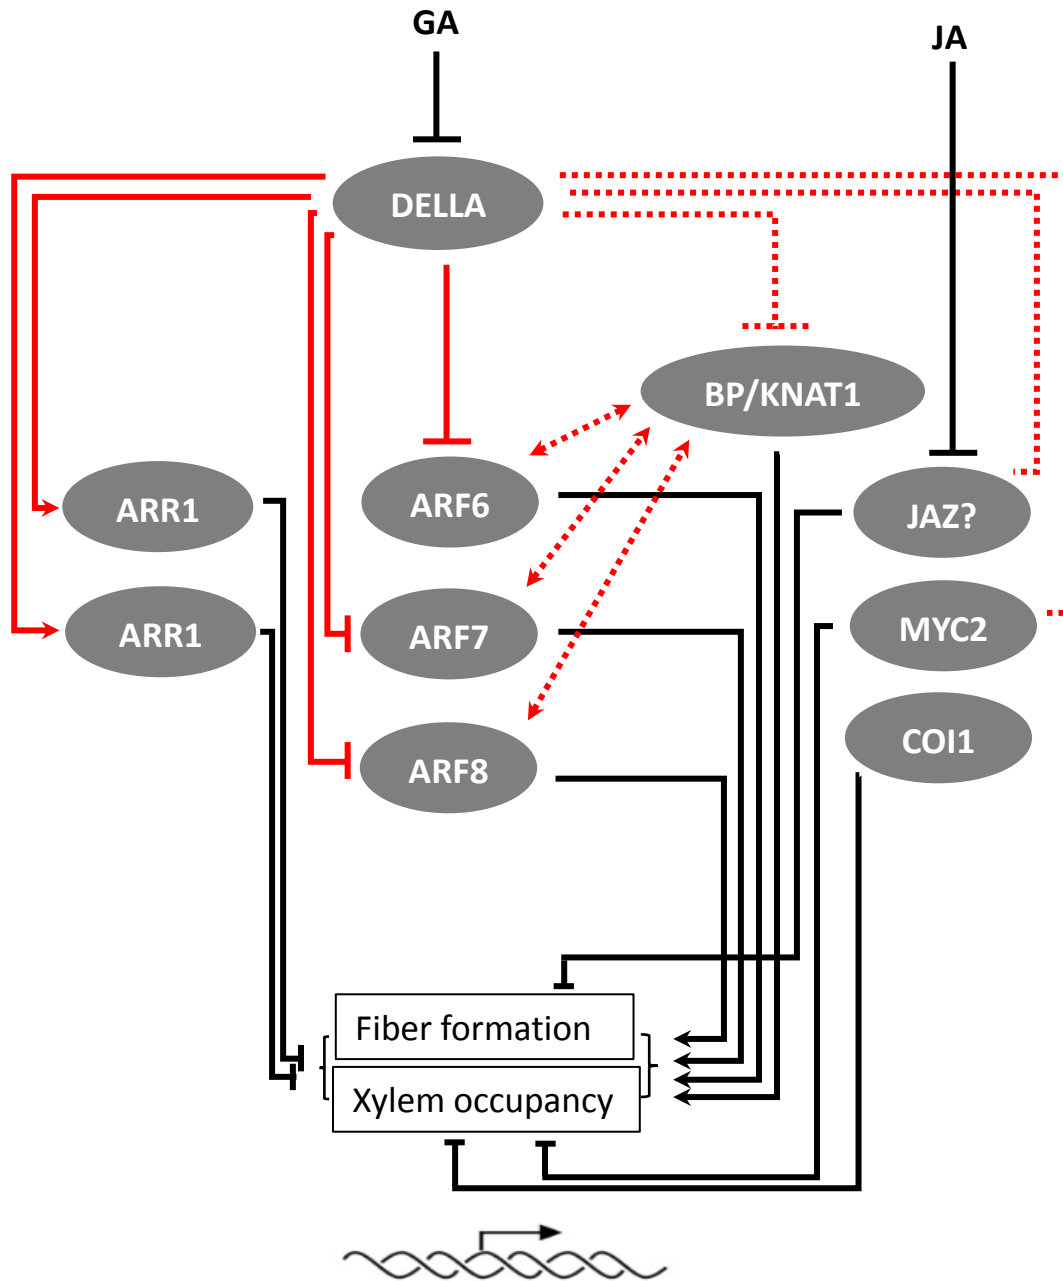 GA
JA
DELLA
BP/KNAT1
ARR1
ARF6
JAZ?
ARR1
ARF7
MYC2
ARF8
COI1
Fiber formation
Xylem occupancy